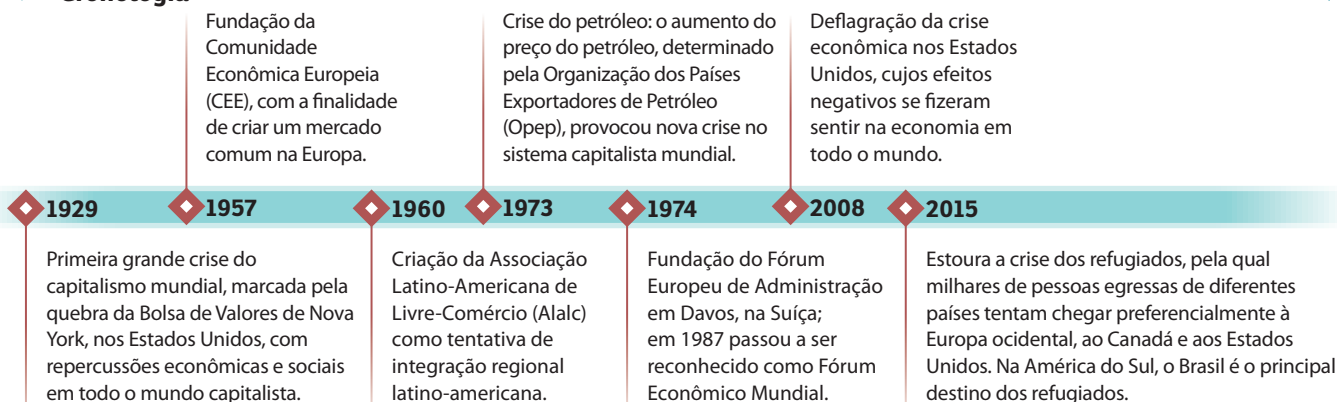 Cronologia
Fundação da
Comunidade
Econômica Europeia
(CEE), com a finalidade
de criar um mercado
comum na Europa.
Crise do petróleo: o aumento do
preço do petróleo, determinado
pela Organização dos Países
Exportadores de Petróleo
(Opep), provocou nova crise no
sistema capitalista mundial.
Deflagração da crise
econômica nos Estados
Unidos, cujos efeitos
negativos se fizeram
sentir na economia em
todo o mundo.
1929
1957
1960
1973
1974
2008
2015
Primeira grande crise do
capitalismo mundial, marcada pela
quebra da Bolsa de Valores de Nova
York, nos Estados Unidos, com
repercussões econômicas e sociais
em todo o mundo capitalista.
Criação da Associação
Latino-Americana de
Livre-Comércio (Alalc)
como tentativa de
integração regional
latino-americana.
Fundação do Fórum
Europeu de Administração
em Davos, na Suíça;
em 1987 passou a ser
reconhecido como Fórum
Econômico Mundial.
Estoura a crise dos refugiados, pela qual
milhares de pessoas egressas de diferentes
países tentam chegar preferencialmente à
Europa ocidental, ao Canadá e aos Estados
Unidos. Na América do Sul, o Brasil é o principal
destino dos refugiados.